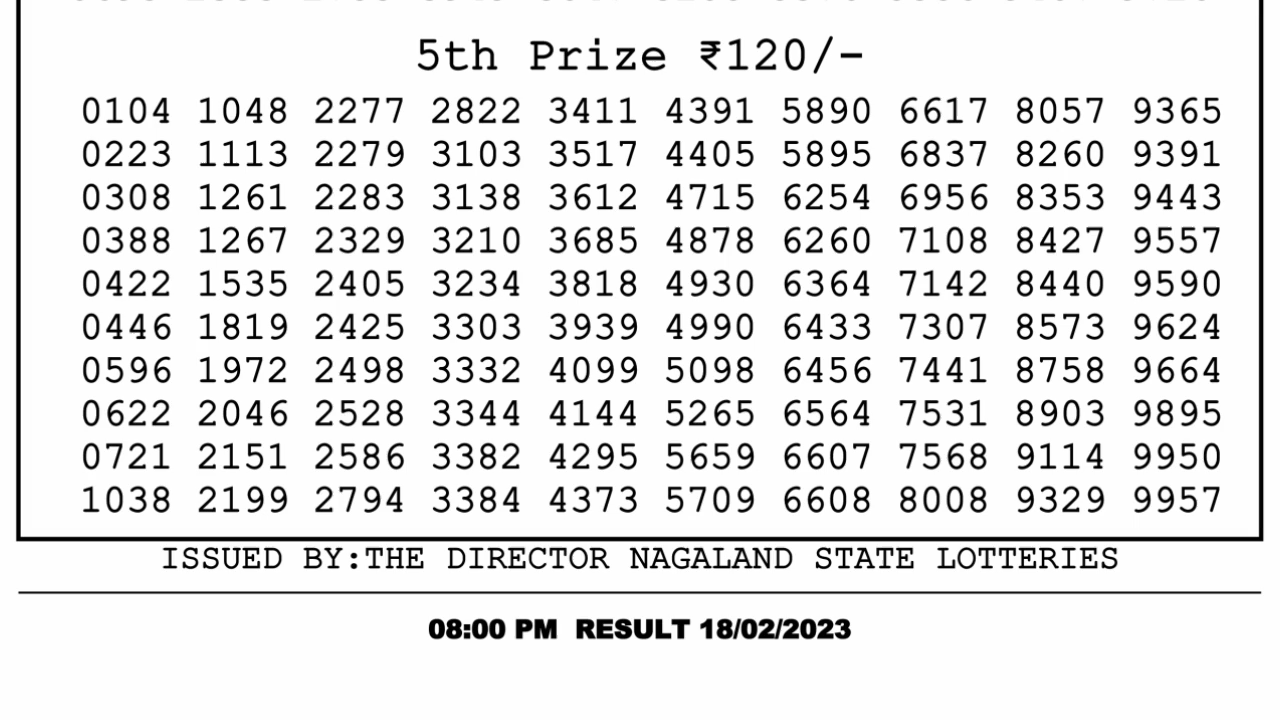 5th Prize ₹120/-
0104 1048 2277 2822 3411 4391 5890 6617 8057 9365
0223 1113 2279 3103 3517 4405 5895 6837 8260 9391
0308 1261 2283 3138 3612 4715 6254 6956 8353 9443
0388 1267 2329 3210 3685 4878 6260 7108 8427 9557
0422 1535 2405 3234 3818 4930 6364 7142 8440 9590
0446 1819 2425 3303 3939 4990 6433 7307 8573 9624
0596 1972 2498 3332 4099 5098 6456 7441 8758 9664
0622 2046 2528 3344 4144 5265 6564 7531 8903 9895
0721 2151 2586 3382 4295 5659 6607 7568 9114 9950
1038 2199 2794 3384 4373 5709 6608 8008 9329 9957
ISSUED BY:THE DIRECTOR NAGALAND STATE LOTTERIES
08:00 PM RESULT 18/02/2023